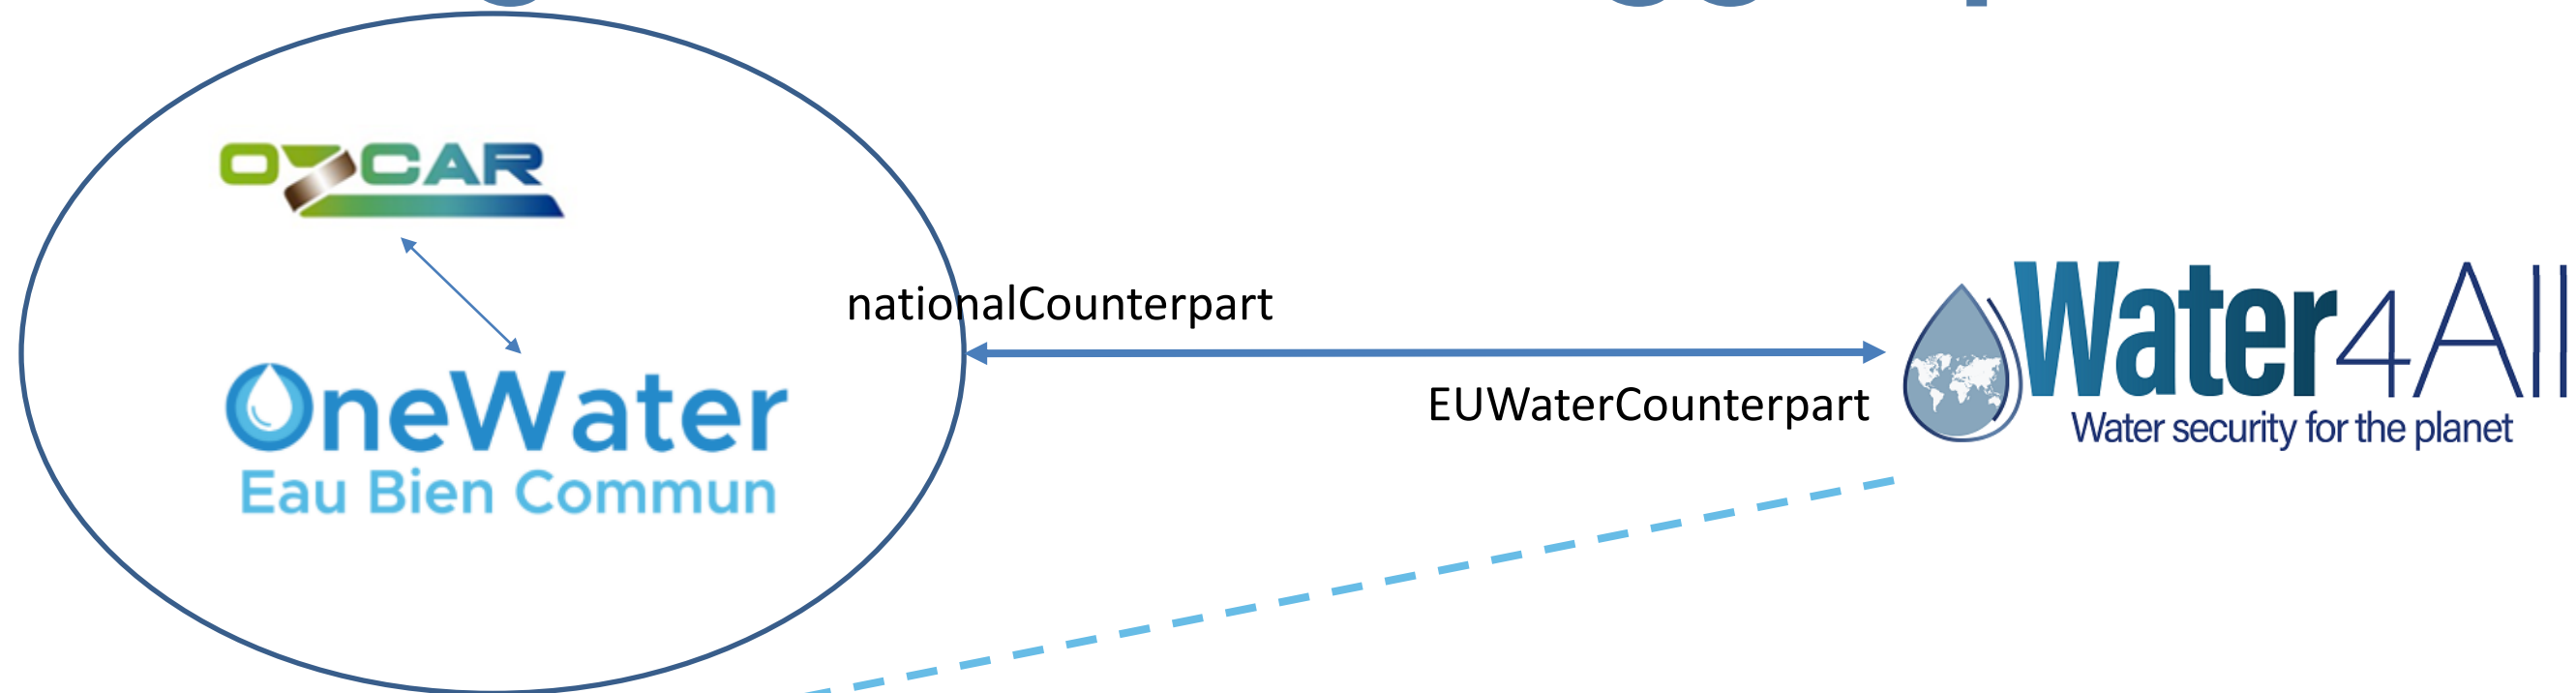 OZCAR
nationalCounterpart
OneWater
Eau Bien Commun
EUWaterCounterpart
Water4All
Water security for the planet